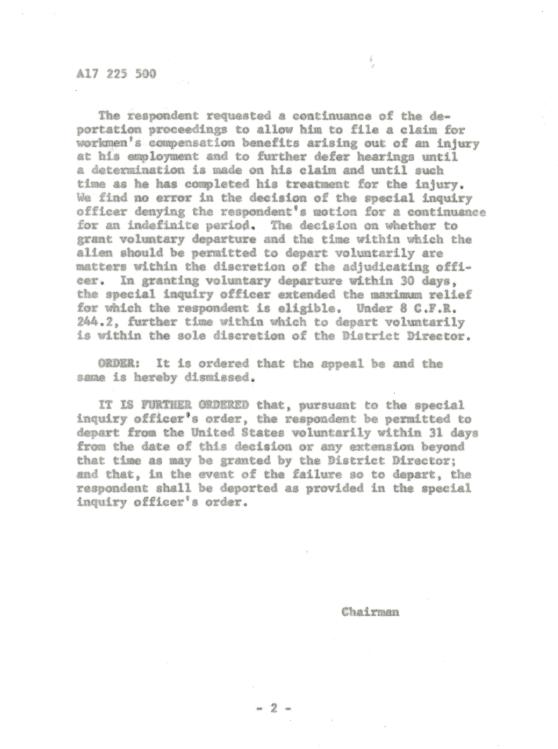 A17 225 500
The respondent requested a continuance of the de-
portation proceedings to allow him to file a claim for
workmen's compensation benefits arising out of an injury
at his employment and to further defer hearings until
a determination is made on his claim and until such
time as he has completed his treatment for the injury.
We find no error in the decision of the special inquiry
officer denying the respondent's motion for a continuance
for an indefinite period. The decision on whether to
grant voluntary departure and the time within which the
alien should be permitted to depart voluntarily are
matters within the discretion of the adjudicating offi-
cer. In granting voluntary departure within 30 days,
the special inquiry officer extended the maximum relief
for which the respondent is eligible. Under 8 C.F.R.
244.2, further time within which to depart voluntarily
is within the sole discretion of the District Director.
ORDER: It is ordered that the appeal be and the
same is hereby dismissed.
IT IS FURTHER ORDERED that, pursuant to the special
inquiry officer's order, the respondent be permitted to
depart from the United States voluntarily within 31 days
from the date of this decision or any extension beyond
that time as may be granted by the District Director;
and that, in the event of the failure so to depart, the
respondent shall be deported as provided in the special
inquiry officer's order.
Chairman
- 2 -